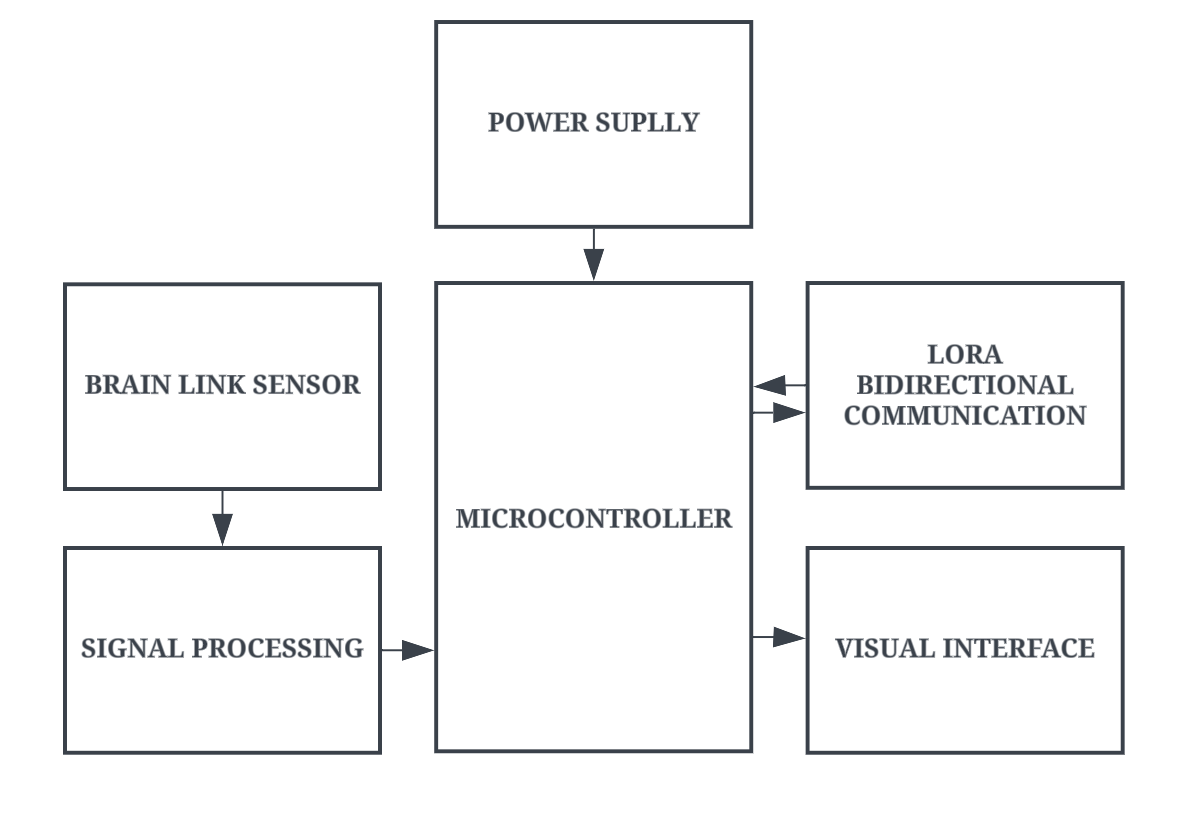 POWER SUPLLY
BRAIN LINK SENSOR
LORA
BIDIRECTIONAL
COMMUNICATION
MICROCONTROLLER
SIGNAL PROCESSING
VISUAL INTERFACE